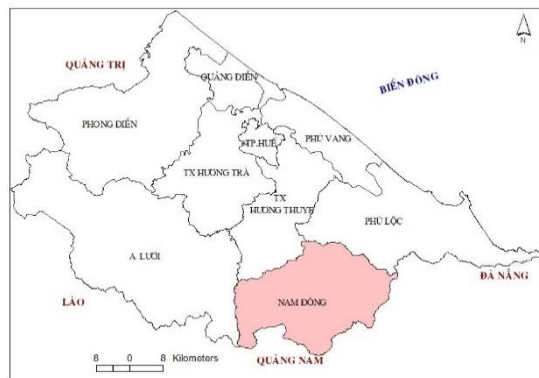 N
QUẢNG TRỊ
QUẢNG ĐIỀN
BIỂN ĐÔNG
PHONG ĐIỀN
TP.HUẾ
PHÚ VANG
TX HƯƠNG TRÀ
TX
HƯƠNG THUỶ
PHÚ LỘC
A LƯỚI
ĐÀ NẴNG
LÀO
NAM ĐÔNG
8 0 8 Kilometers
QUẢNG NAM